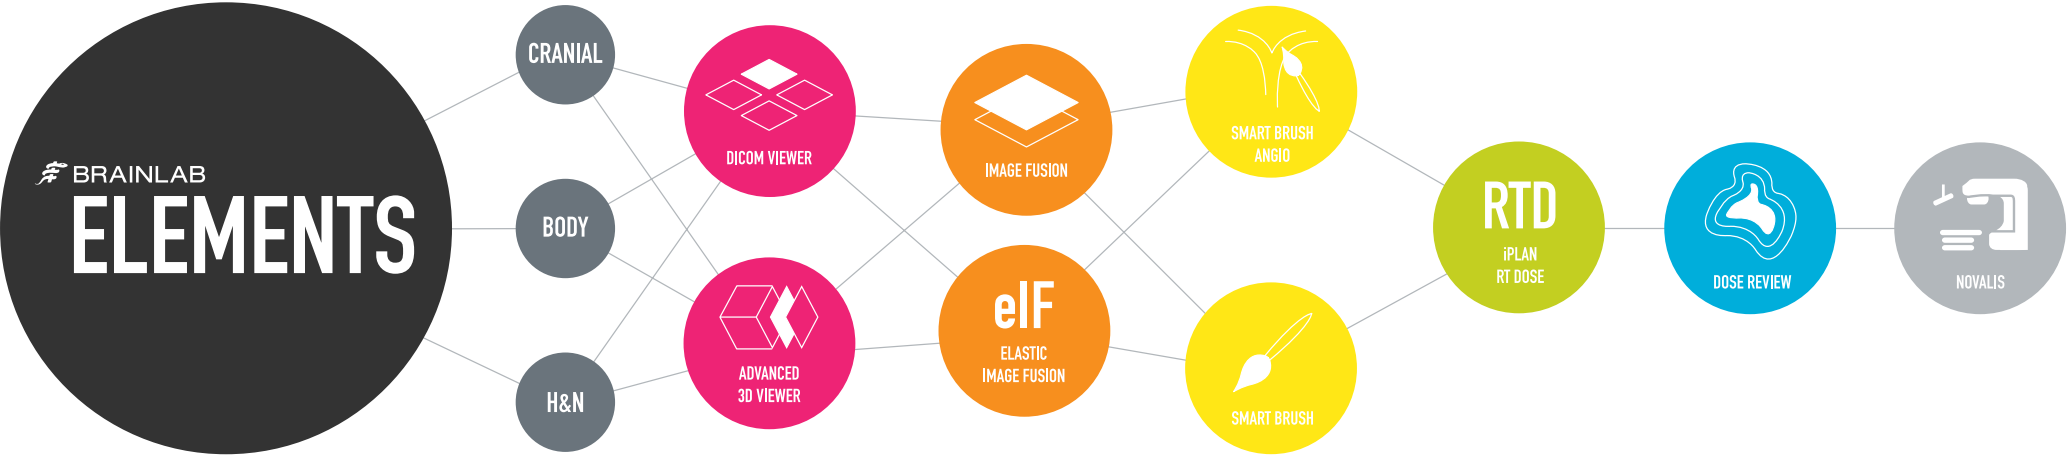 BRAINLAB
ELEMENTS
CRANIAL
BODY
H&N
DICOM VIEWER
ADVANCED
3D VIEWER
IMAGE FUSION
eIF
ELASTIC
IMAGE FUSION
SMART BRUSH
ANGIO
SMART BRUSH
RTD
iPLAN
RT DOSE
DOSE REVIEW
NOVALIS